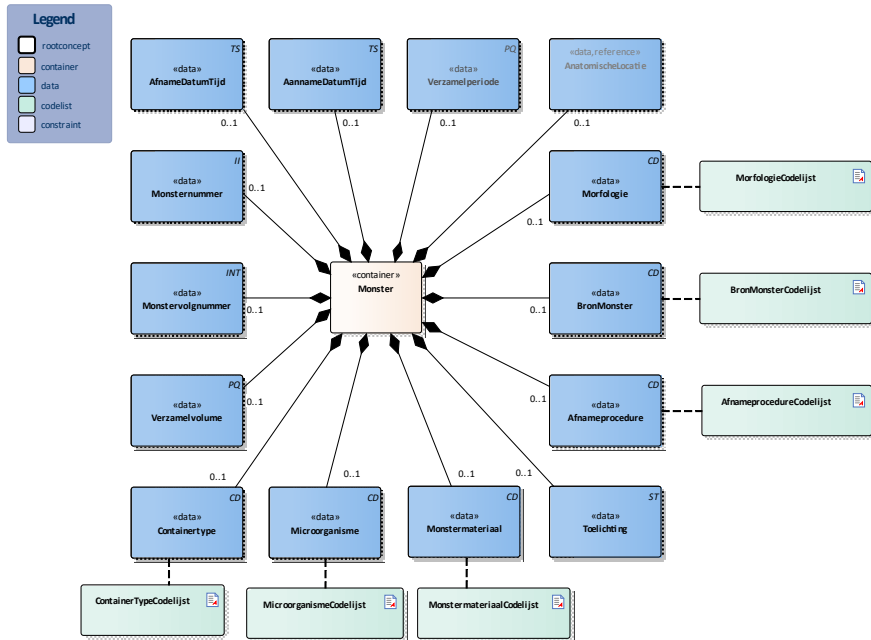 Legend
rootconcept
container
data
codelist
constraint
TS
«data»
AfnameDatumTijd
0..1
TS
«data»
AannameDatumTijd
0..1
PQ
«data»
Verzamelperiode
0..1
«data,reference»
AnatomischeLocatie
0..1
II
«data»
Monsternummer
0..1
CD
«data»
Morfologie
0..1
MorfologieCodelijst
«container»
Monster
INT
«data»
Monstervolgnummer
0..1
CD
«data»
BronMonster
0..1
BronMonsterCodelijst
PQ
«data»
Verzamelvolume
0..1
CD
«data»
Afnameprocedure
0..1
AfnameprocedureCodelijst
0..1
CD
«data»
Containertype
0..1
CD
«data»
Microorganisme
0..1
CD
«data»
Monstermateriaal
0..1
ST
«data»
Toelichting
ContainerTypeCodelijst
MicroorganismeCodelijst
MonstermateriaalCodelijst